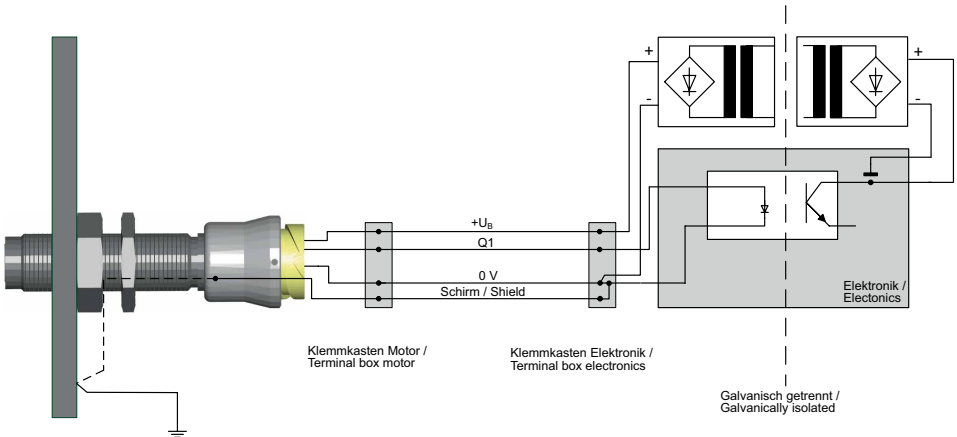 +
-
+
-
+UB
Q1
0 V
Schirm / Shield
Elektronik /
Electonics
Klemmkasten Motor /
Terminal box motor
Klemmkasten Elektronik /
Terminal box electronics
Galvanisch getrennt /
Galvanically isolated